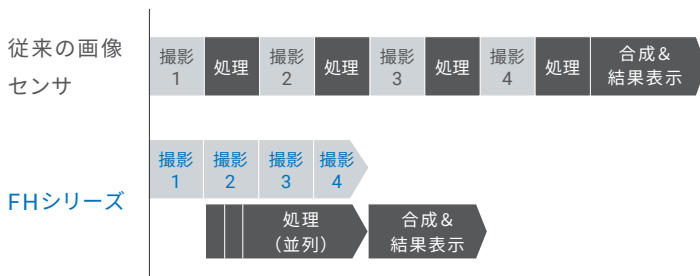 従来の画像
センサ
撮影
1
処理
撮影
2
処理
撮影
3
処理
撮影
4
処理
合成&
結果表示
FHシリーズ
撮影
1
撮影
2
撮影
3
撮影
4
処理
（並列）
合成&
結果表示